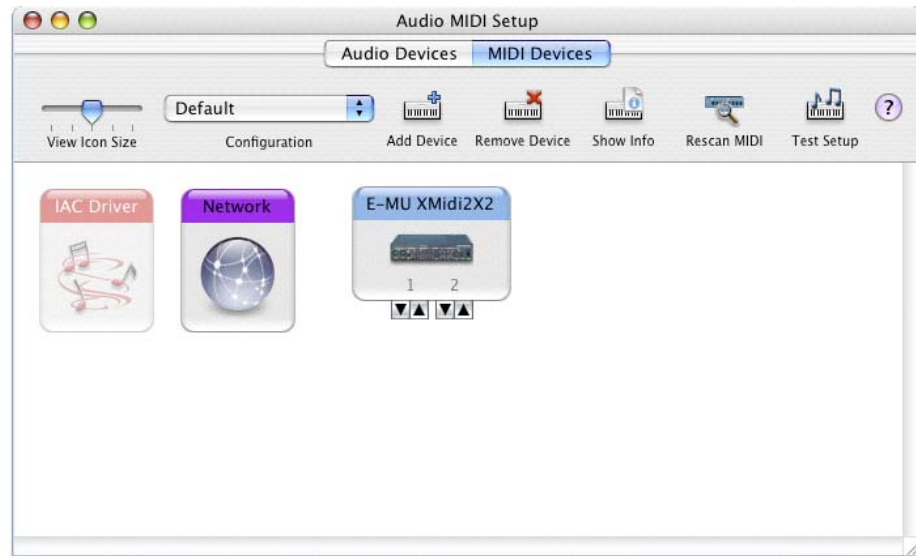 Audio MIDI Setup
Audio Devices MIDI Devices
Default
View Icon Size Configuration Add Device Remove Device Show Info Rescan MIDI Test Setup ?
IAC Driver Network E-MU XMidi2X2
1 2